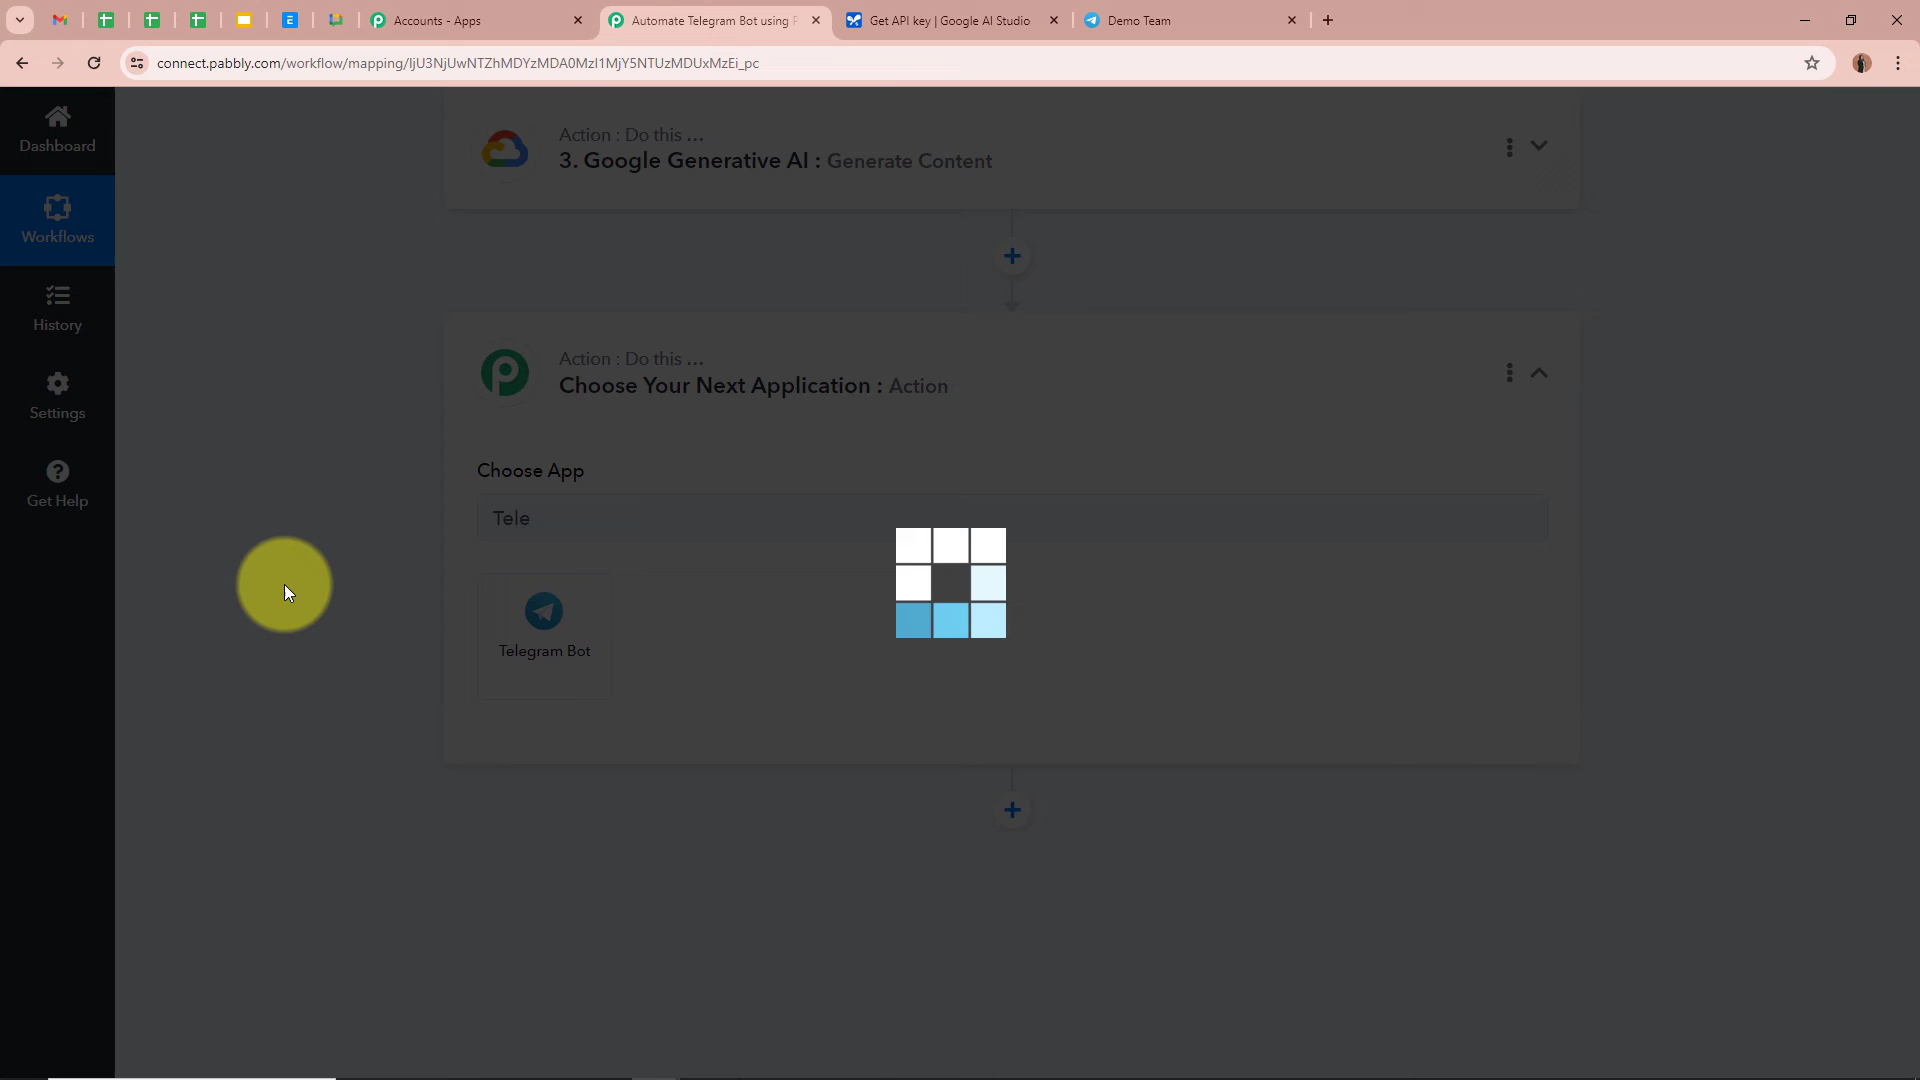 Accounts - Apps
Automate Telegram Bot using
Get API key | Google AI Studio
Demo Team
connect.pabbly.com/workflow/mapping/IjU3NjUwNTZhMDYzMDA0MzI1MjY5NTUzMDUxMzEi_pc
Dashboard
Workflows
History
Settings
Get Help
Action : Do this ...
3. Google Generative AI : Generate Content
Action : Do this ...
Choose Your Next Application : Action
Choose App
Tele
Telegram Bot